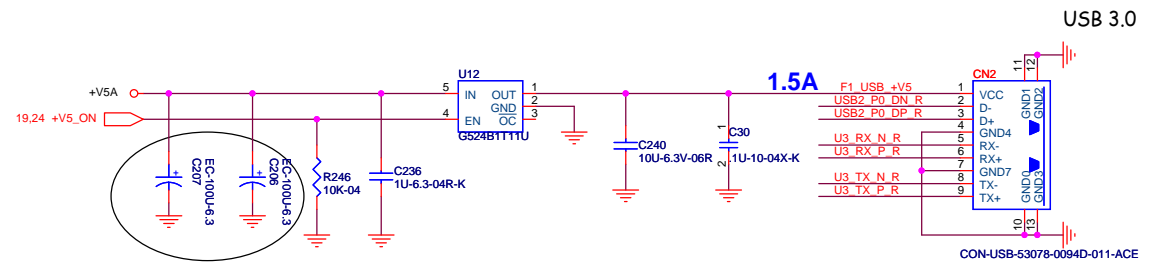 USB 3.0
+V5A
19,24 +V5_ON
EC-100U-6.3
C207
EC-100U-6.3
C206
R246
10K-04
C236
1U-6.3-04R-K
U12
5 IN OUT 1
GND 2
4 EN OC 3
G524B1T11U
C240
10U-6.3V-06R
1
C30
.1U-10-04X-K
2
1.5A
CN2
11
12
GND1
GND2
F1_USB_+V5 1 VCC
USB2_P0_DN_R 2 D-
USB2_P0_DP_R 3 D+
4 GND4
U3_RX_N_R 5 RX-
U3_RX_P_R 6 RX+
7 GND7
U3_TX_N_R 8 TX-
U3_TX_P_R 9 TX+
GND0
GND3
10
13
CON-USB-53078-0094D-011-ACE